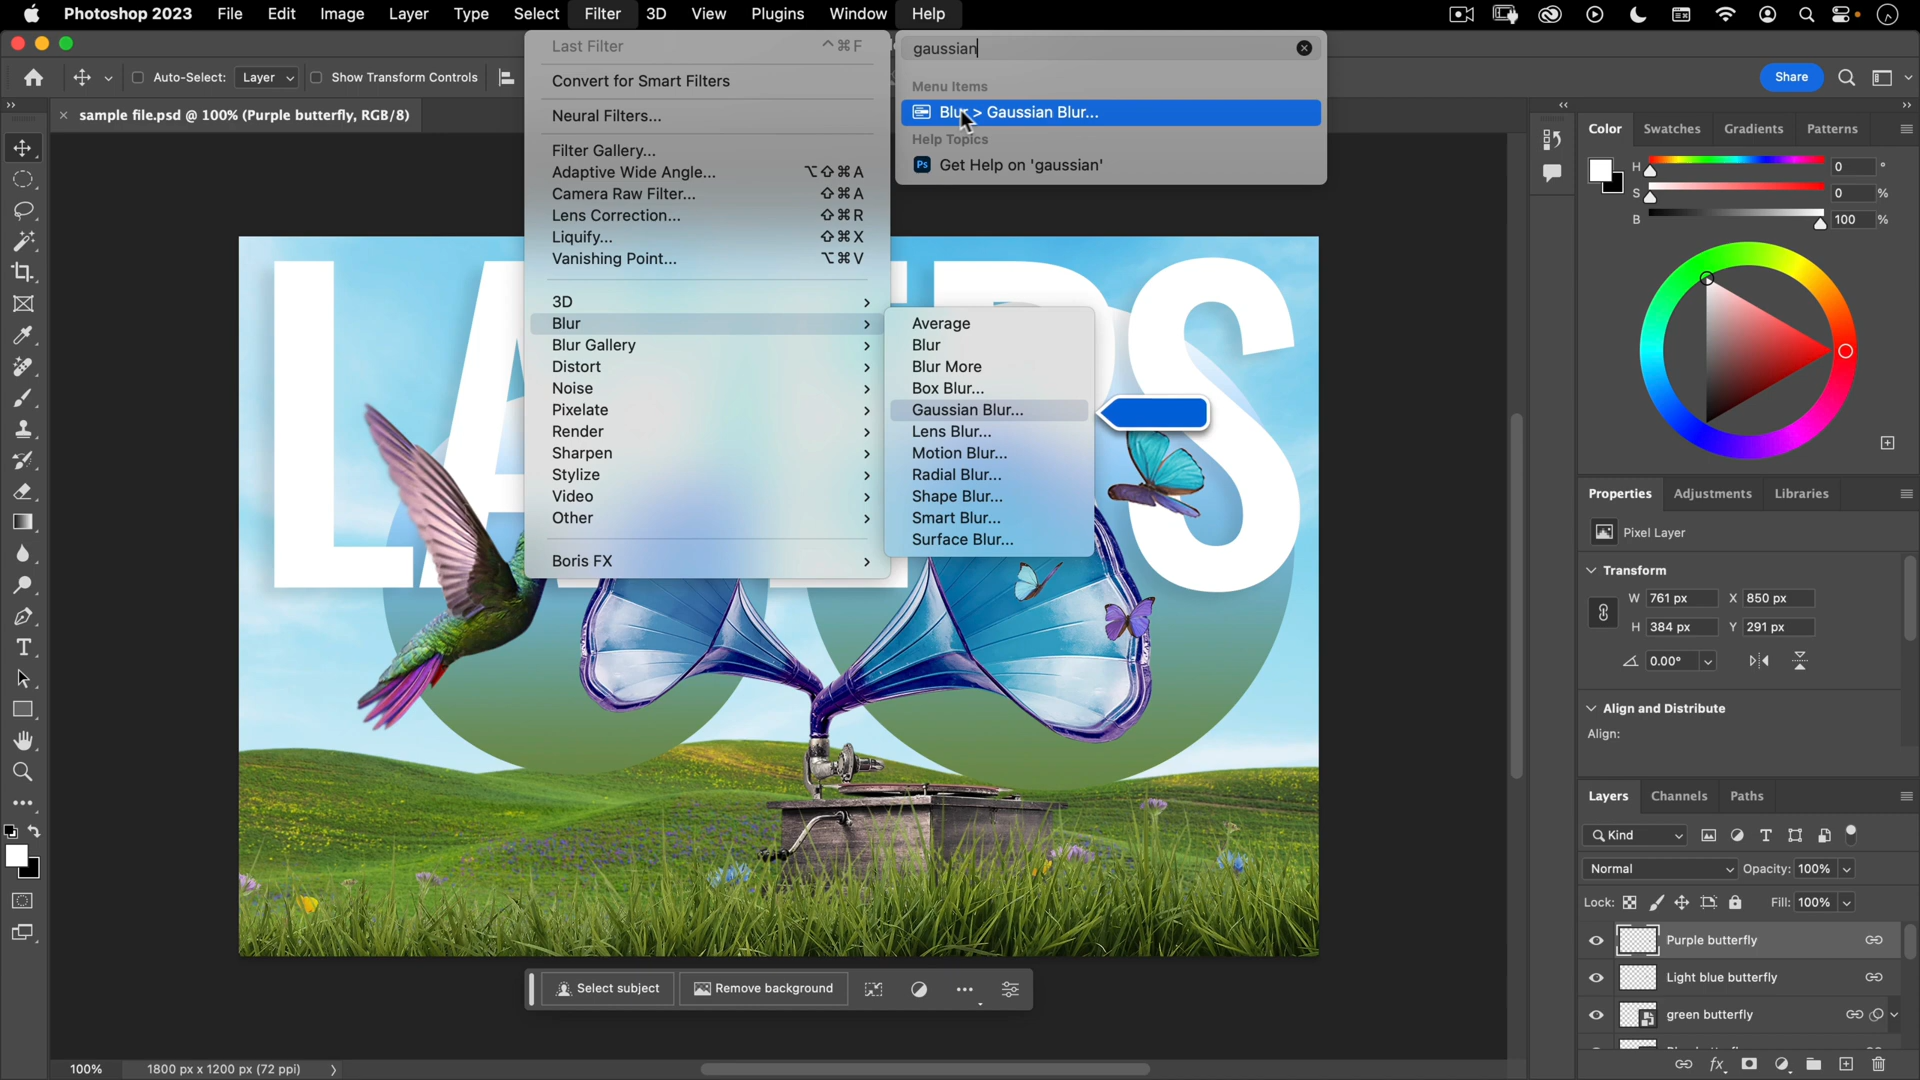 Photoshop 2023 File Edit Image Layer Type Select Filter 3D View Plugins Window Help
Auto-Select: Layer Show Transform Controls
Share
sample file.psd @ 100% (Purple butterfly, RGB/8)
Last Filter ⌃⌘F
Convert for Smart Filters
Neural Filters...
Filter Gallery...
Adaptive Wide Angle... ⌥⇧⌘A
Camera Raw Filter... ⇧⌘A
Lens Correction... ⇧⌘R
Liquify... ⇧⌘X
Vanishing Point... ⌥⌘V
3D
Blur
Blur Gallery
Distort
Noise
Pixelate
Render
Sharpen
Stylize
Video
Other
Boris FX
gaussian
Menu Items
Blur > Gaussian Blur...
Help Topics
Ps Get Help on 'gaussian'
Average
Blur
Blur More
Box Blur...
Gaussian Blur...
Lens Blur...
Motion Blur...
Radial Blur...
Shape Blur...
Smart Blur...
Surface Blur...
Select subject Remove background
100% 1800 px x 1200 px (72 ppi)
Color Swatches Gradients Patterns
H 0 °
S 0 %
B 100 %
Properties Adjustments Libraries
Pixel Layer
Transform
W 761 px X 850 px
H 384 px Y 291 px
0.00°
Align and Distribute
Align:
Layers Channels Paths
Kind
Normal Opacity: 100%
Lock: Fill: 100%
Purple butterfly
Light blue butterfly
green butterfly
fx